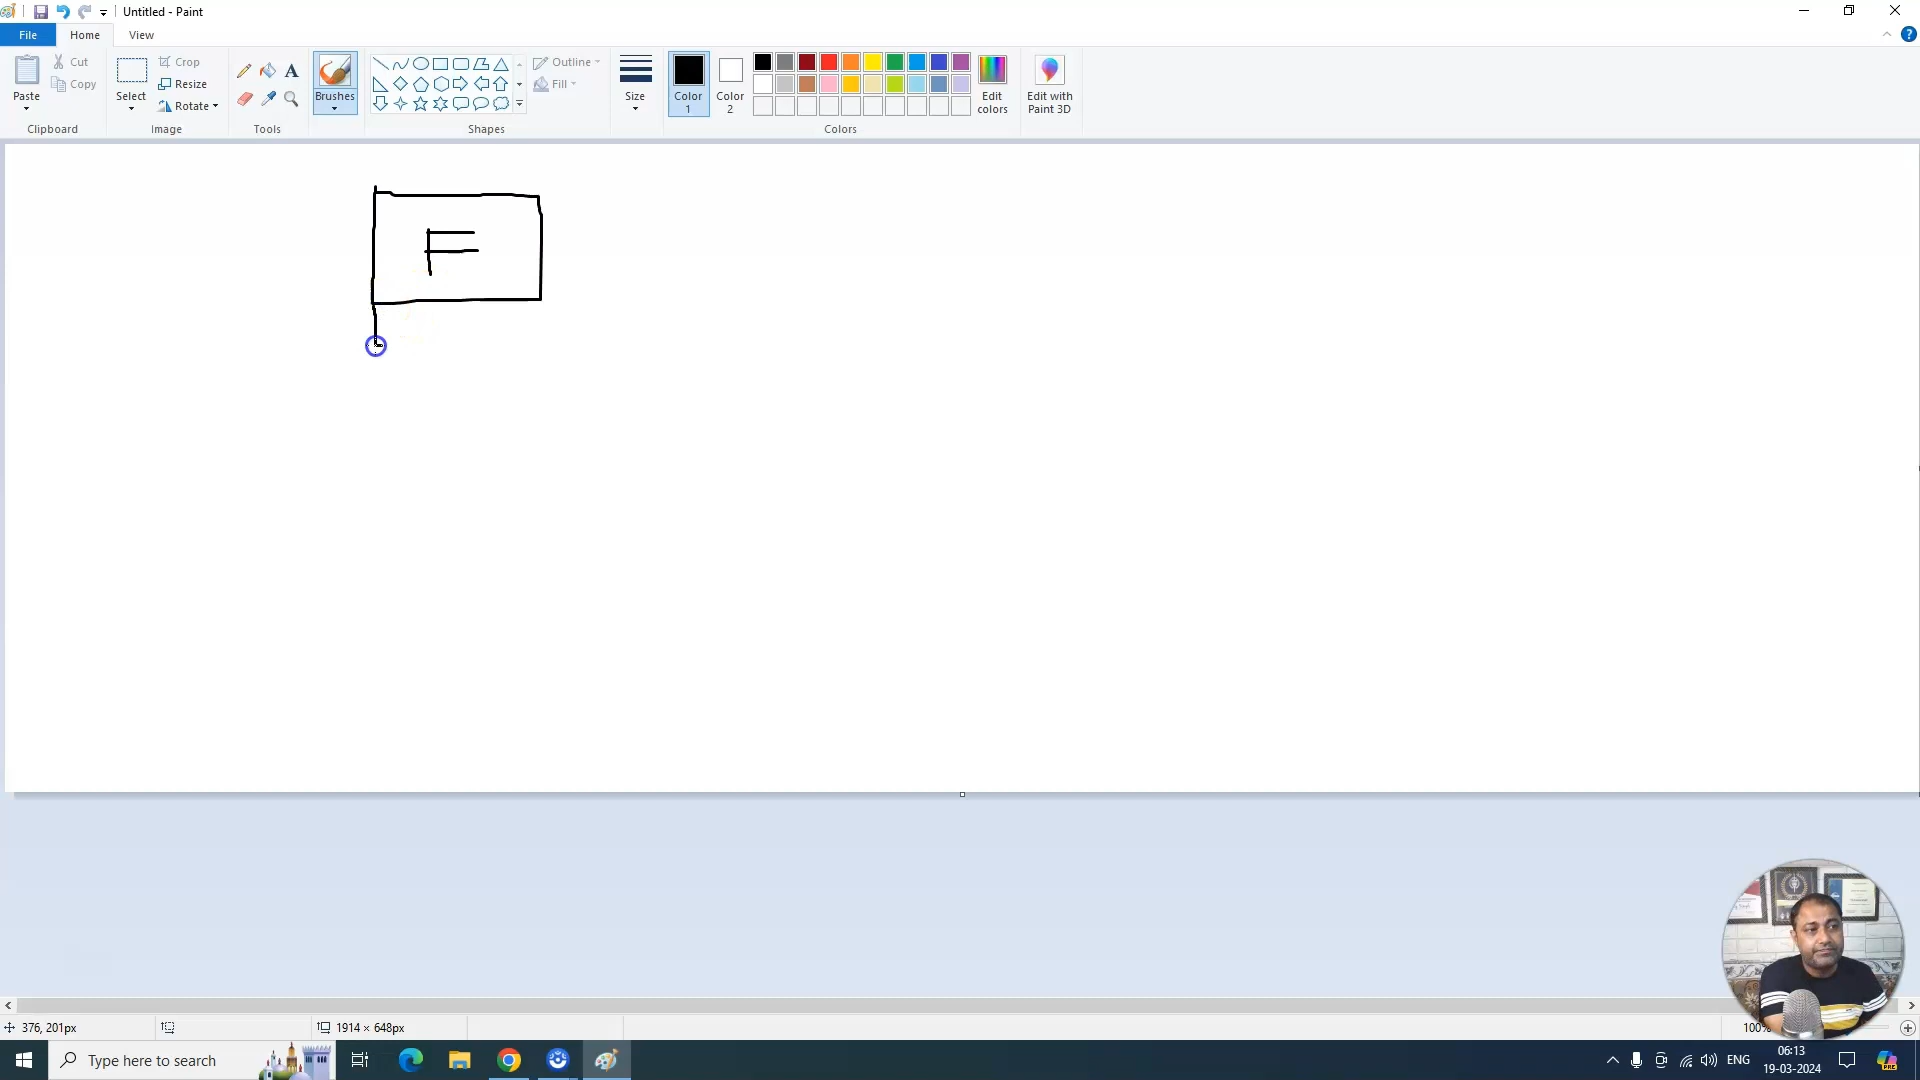 Untitled - Paint
File
Home
View
Paste
Cut
Copy
Clipboard
Select
Crop
Resize
Rotate
Image
Tools
Brushes
Shapes
Outline
Fill
Size
Color
1
Color
2
Colors
Edit
colors
Edit with
Paint 3D
F
376, 201px
1914 × 648px
100%
Type here to search
ENG
06:13
19-03-2024